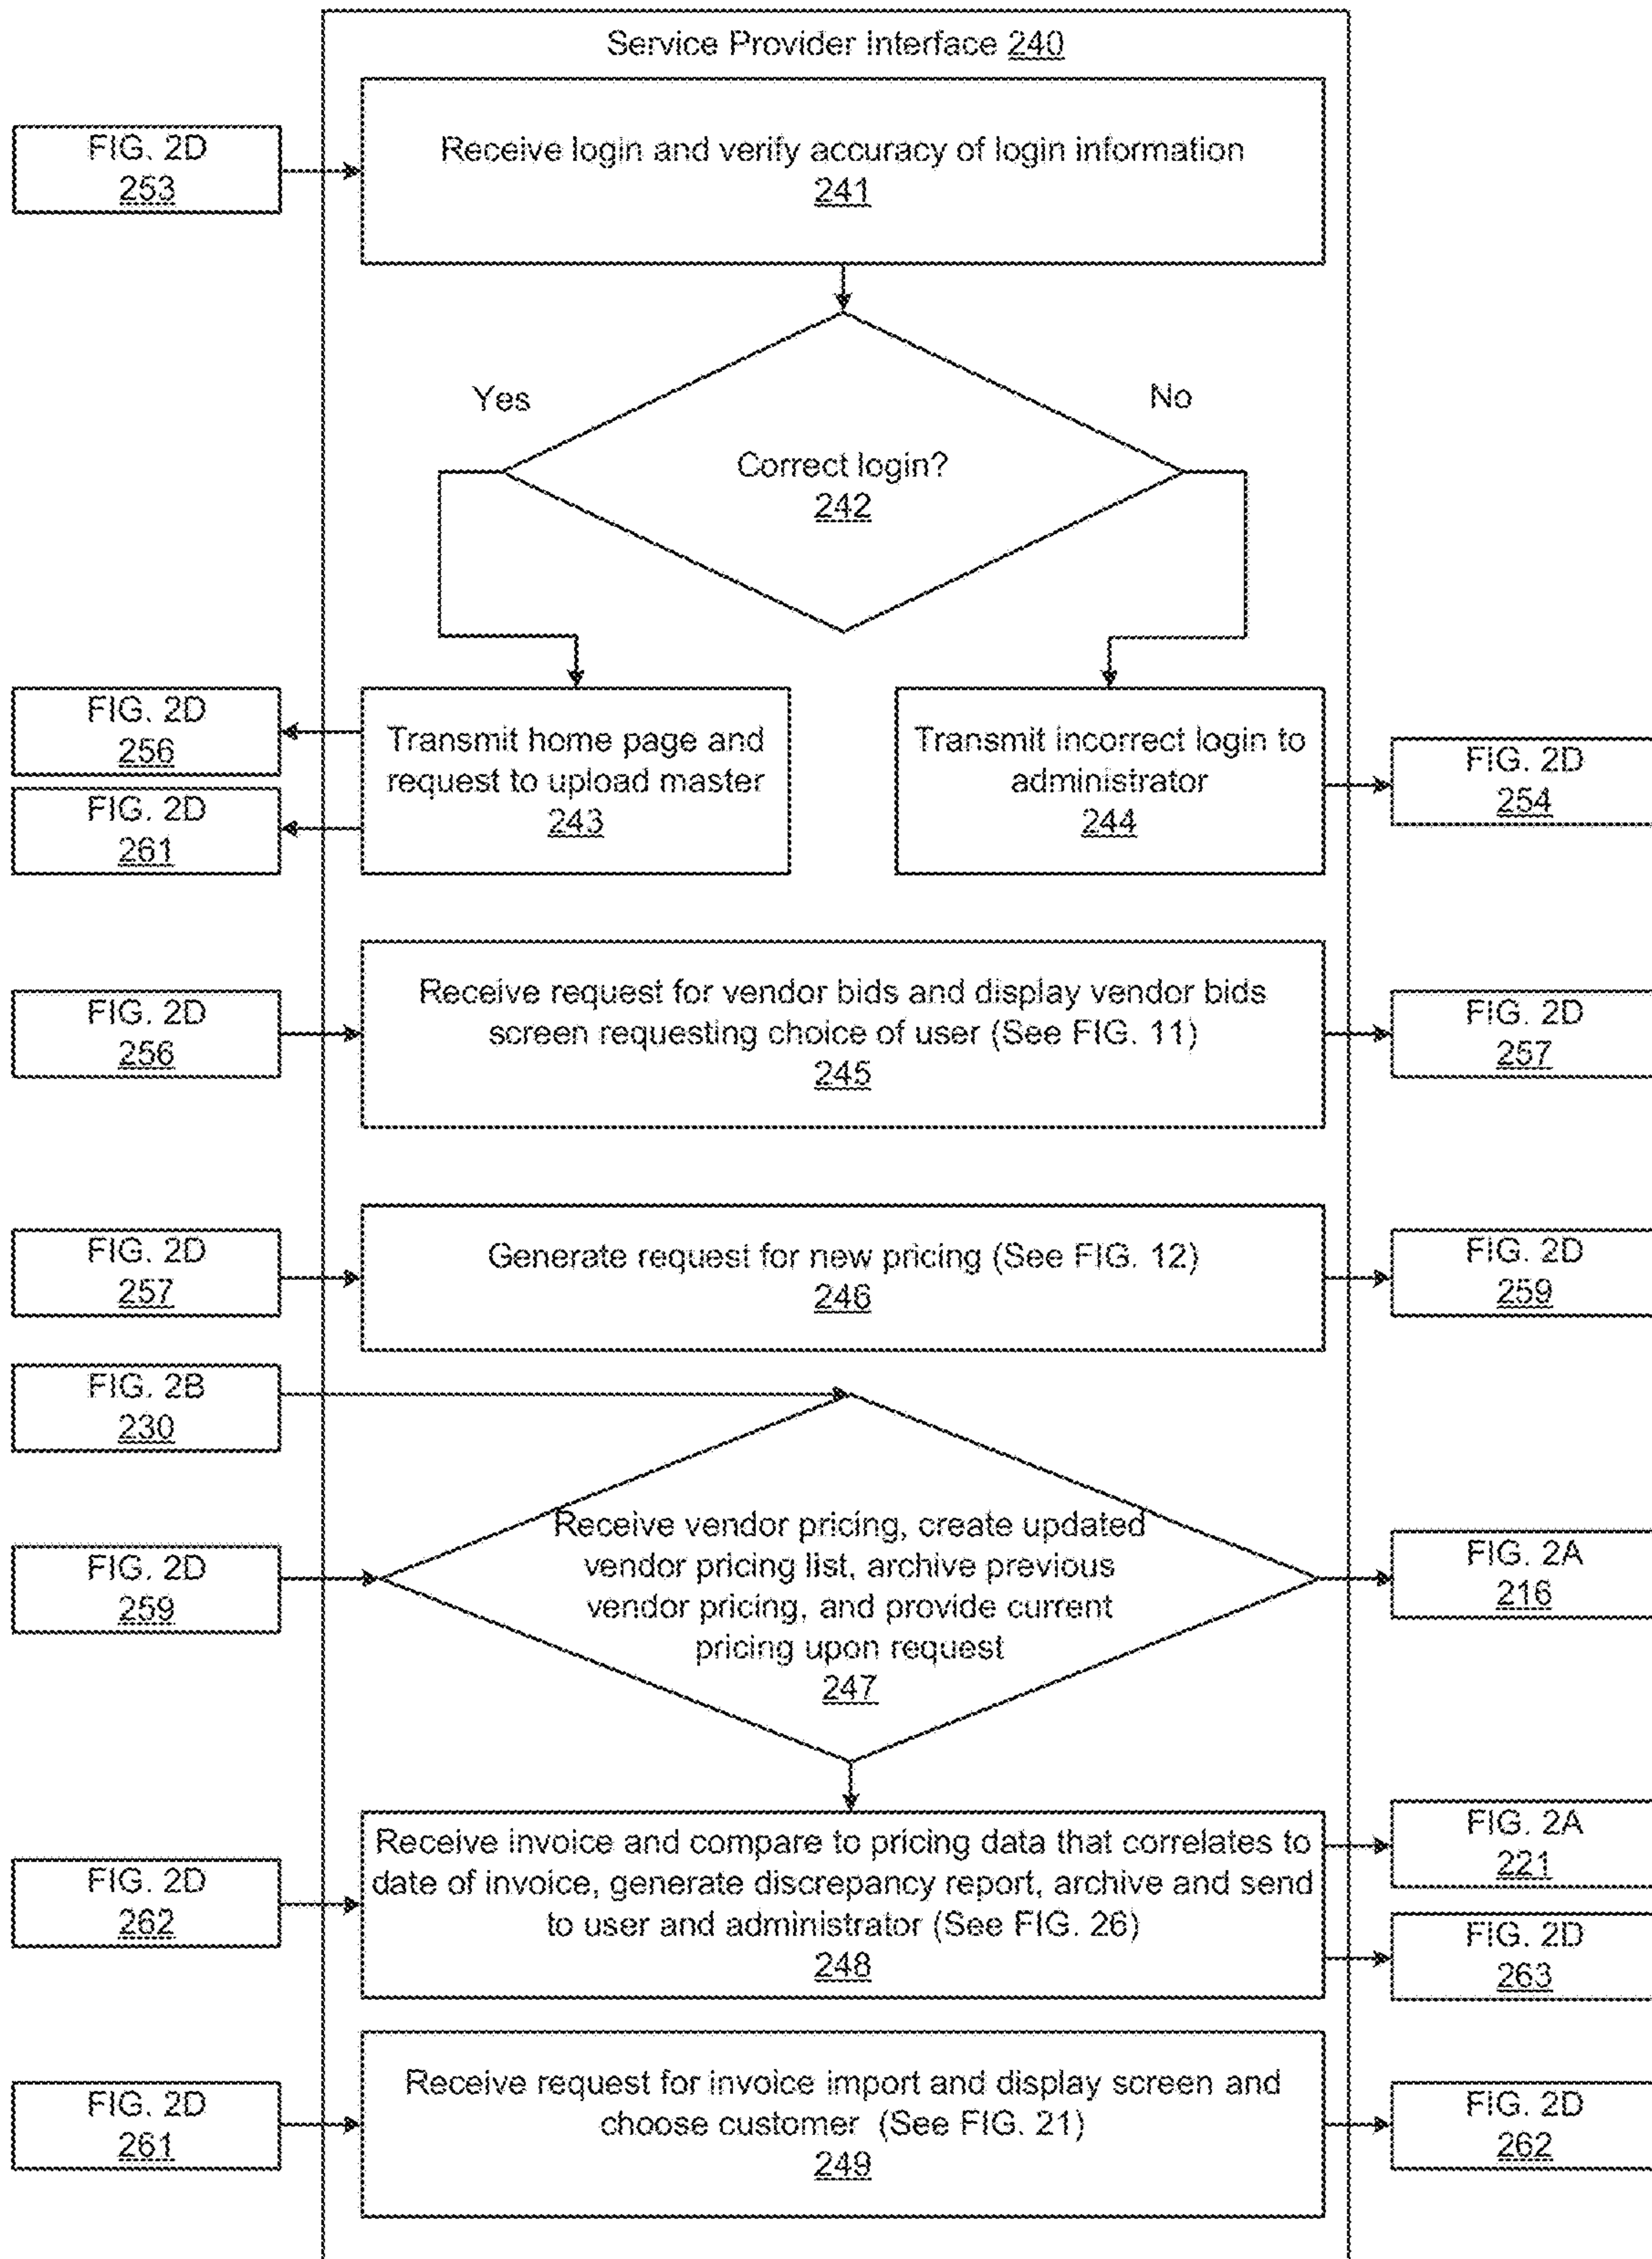 Service Provider Interface 240
FIG. 2D
253
Receive login and verify accuracy of login information
241
Yes
No
Correct login?
242
FIG. 2D
256
FIG. 2D
261
Transmit home page and
request to upload master
243
Transmit incorrect login to
administrator
244
FIG. 2D
254
FIG. 2D
256
Receive request for vendor bids and display vendor bids
screen requesting choice of user (See FIG. 11)
245
FIG. 2D
257
FIG. 2D
257
Generate request for new pricing (See FIG. 12)
246
FIG. 2D
259
FIG. 2B
230
FIG. 2D
259
Receive vendor pricing, create updated
vendor pricing list, archive previous
vendor pricing, and provide current
pricing upon request
247
FIG. 2A
216
FIG. 2D
262
Receive invoice and compare to pricing data that correlates to
date of invoice, generate discrepancy report, archive and send
to user and administrator (See FIG. 26)
248
FIG. 2A
221
FIG. 2D
263
FIG. 2D
261
Receive request for invoice import and display screen and
choose customer (See FIG. 21)
249
FIG. 2D
262